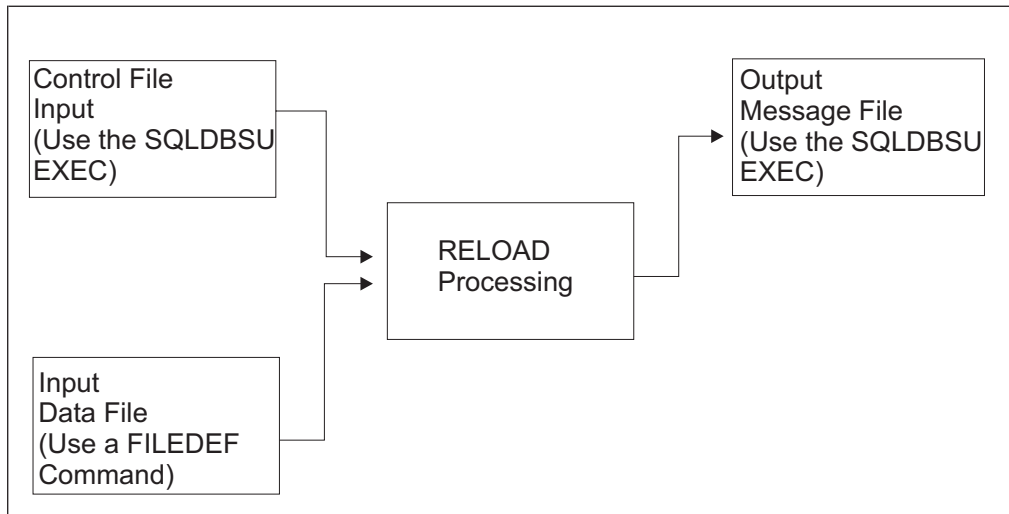 Control File
Input
(Use the SQLDBSU
EXEC)
Output
Message File
(Use the SQLDBSU
EXEC)
RELOAD
Processing
Input
Data File
(Use a FILEDEF
Command)